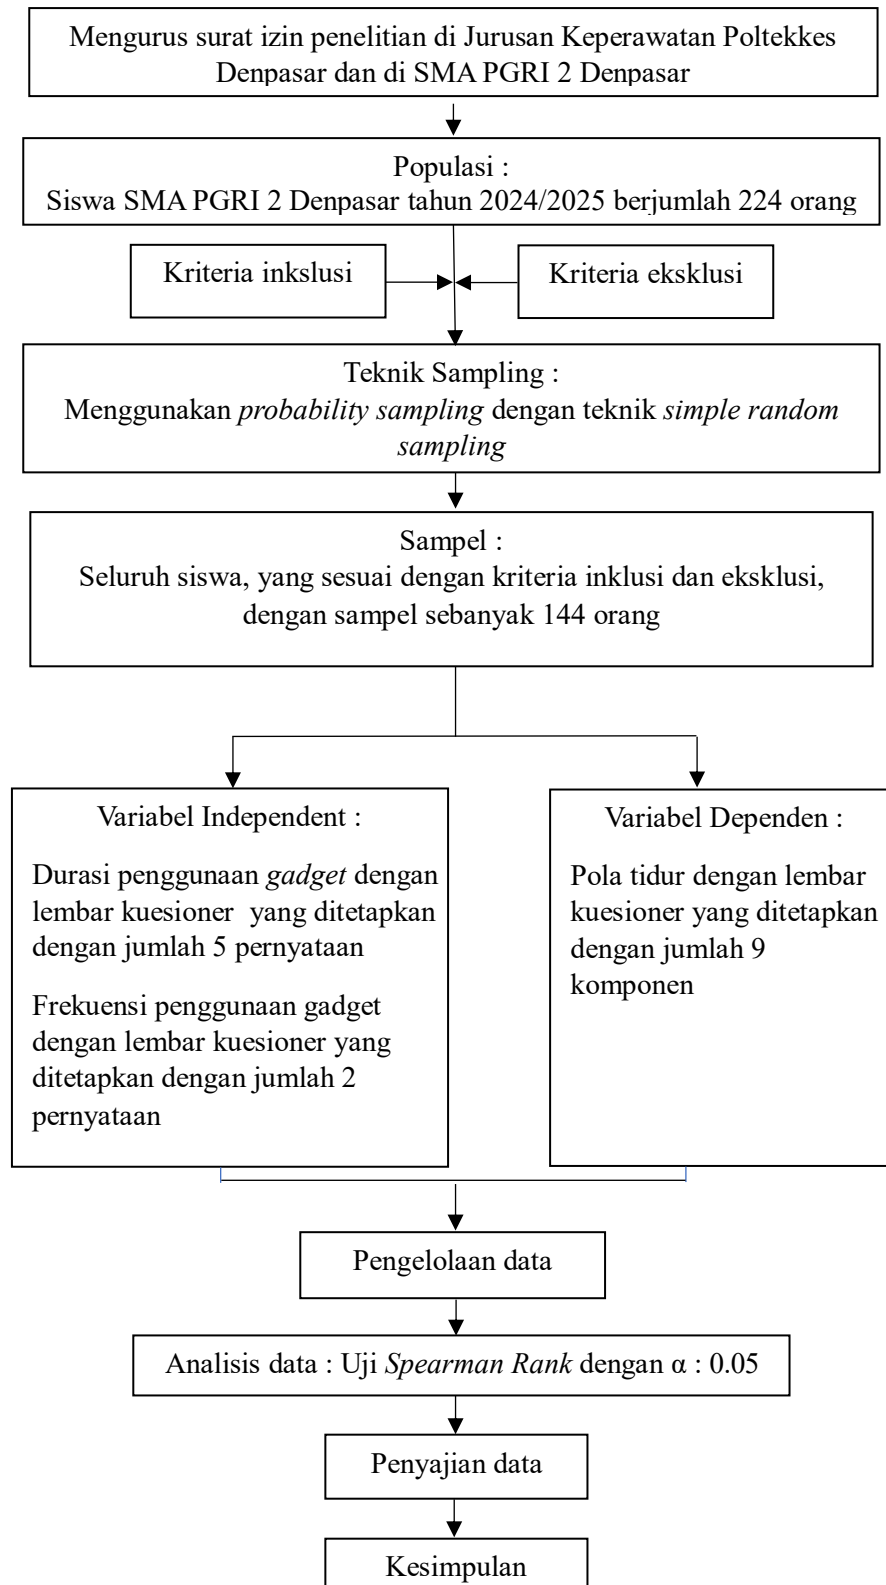 Mengurus surat izin penelitian di Jurusan Keperawatan Poltekkes
Denpasar dan di SMA PGRI 2 Denpasar
Populasi :
Siswa SMA PGRI 2 Denpasar tahun 2024/2025 berjumlah 224 orang
Kriteria inkslusi
Kriteria eksklusi
Teknik Sampling :
Menggunakan probability sampling dengan teknik simple random
sampling
Sampel :
Seluruh siswa, yang sesuai dengan kriteria inklusi dan eksklusi,
dengan sampel sebanyak 144 orang
Variabel Independent :
Durasi penggunaan gadget dengan
lembar kuesioner yang ditetapkan
dengan jumlah 5 pernyataan
Frekuensi penggunaan gadget
dengan lembar kuesioner yang
ditetapkan dengan jumlah 2
pernyataan
Variabel Dependen :
Pola tidur dengan lembar
kuesioner yang ditetapkan
dengan jumlah 9
komponen
Pengelolaan data
Analisis data : Uji Spearman Rank dengan α : 0.05
Penyajian data
Kesimpulan